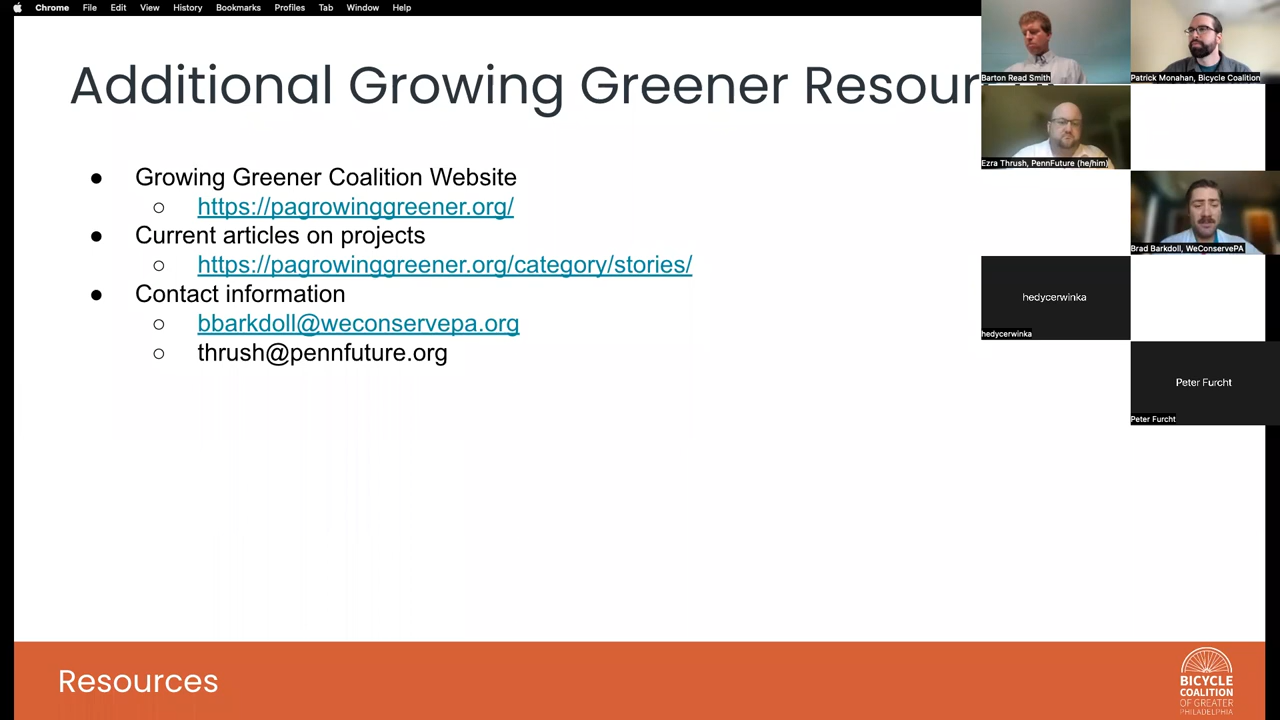 Chrome File Edit View History Bookmarks Profiles Tab Window Help
Additional Growing Greener Resour
Barton Read Smith
Patrick Monahan, Bicycle Coalition
Ezra Thrush, PennFuture (he/him)
Brad Barkdoll, WeConservePA
hedycerwinka
hedycerwinka
Peter Furcht
Peter Furcht
● Growing Greener Coalition Website
○ https://pagrowinggreener.org/
● Current articles on projects
○ https://pagrowinggreener.org/category/stories/
● Contact information
○ bbarkdoll@weconservepa.org
○ thrush@pennfuture.org
Resources
BICYCLE
COALITION
OF GREATER
PHILADELPHIA